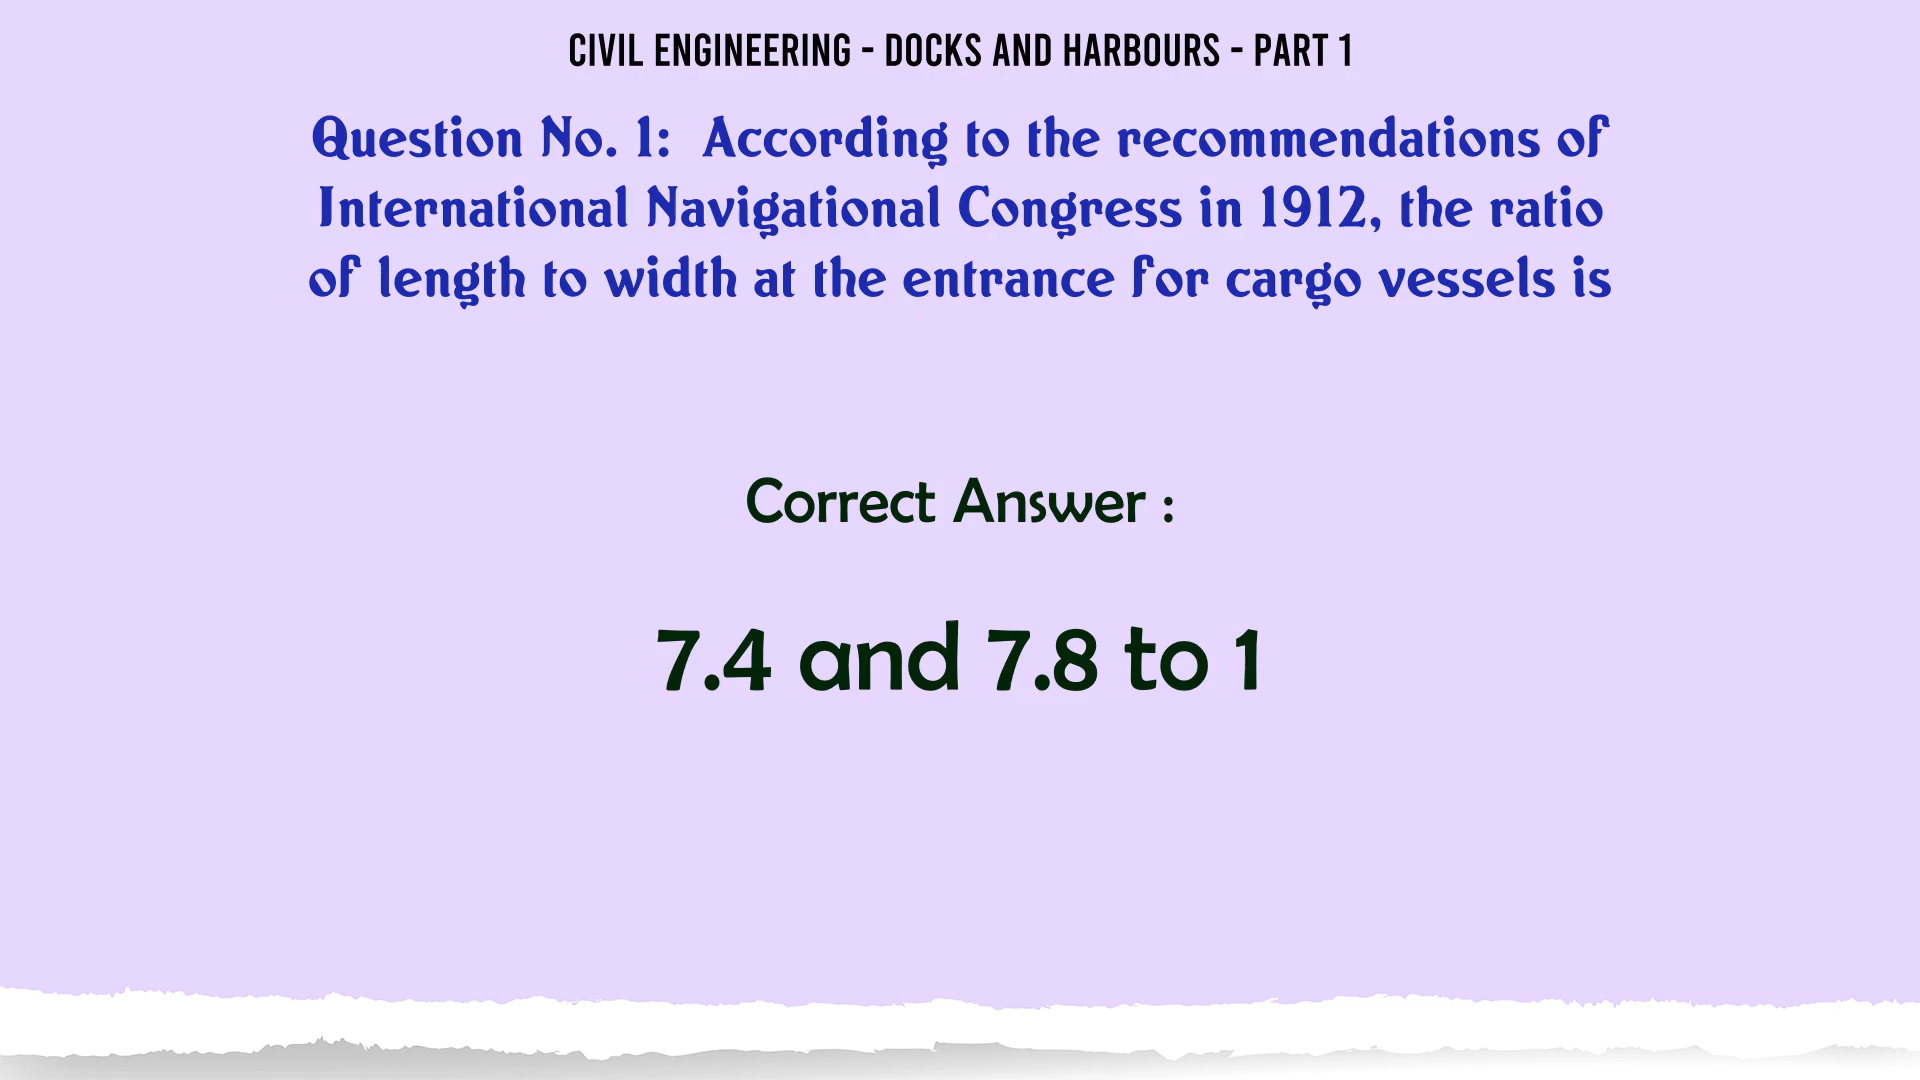 CIVIL ENGINEERING - DOCKS AND HARBOURS - PART 1
Question No. 1:  According to the recommendations of
International Navigational Congress in 1912, the ratio
of length to width at the entrance for cargo vessels is
Correct Answer :
7.4 and 7.8 to 1